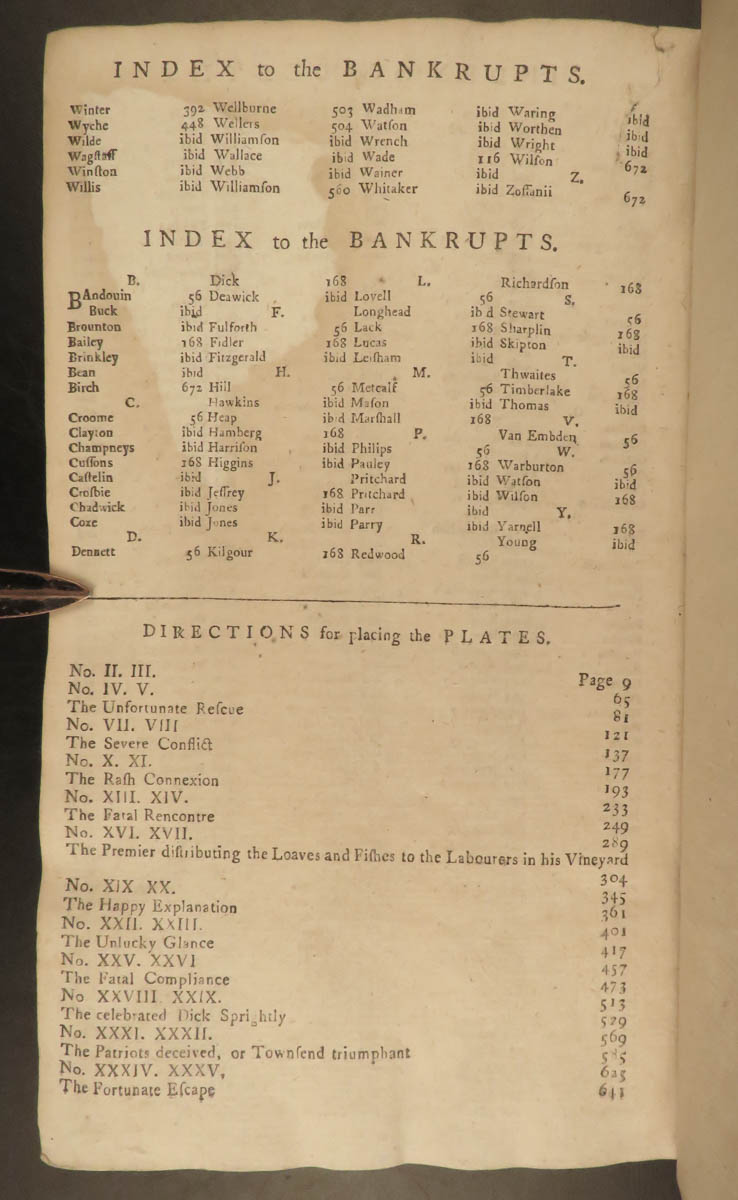 INDEX to the BANKRUPTS.
Winter 392 Wellburne 503 Wadham ibid Waring ibid
Wyche 448 Wellers 504 Watſon ibid Worthen ibid
Wilde ibid Williamſon ibid Wrench ibid Wright ibid
Wagſtaff ibid Wallace ibid Wade 116 Wilſon 672
Winſton ibid Webb ibid Wainer ibid Z.
Willis ibid Williamſon 560 Whitaker ibid Zoffanii 672
INDEX to the BANKRUPTS.
B. Dick 168 L. Richardſon 168
BAndouin 56 Deawick ibid Lovell 56 S.
Buck ibid F. Longhead ibid Stewart 56
Brounton ibid Fulforth 56 Lack 168 Sharplin 168
Bailey 168 Fidler 168 Lucas ibid Skipton ibid
Brinkley ibid Fitzgerald ibid Leiſham ibid T.
Bean ibid H. M. Thwaites 56
Birch 672 Hill 56 Metcalf 56 Timberlake 168
C. Hawkins ibid Maſon ibid Thomas ibid
Croome 56 Heap ibid Marſhall 168 V.
Clayton ibid Hamberg 168 P. Van Embden 56
Champneys ibid Harriſon ibid Philips 56 W.
Cuſſons 168 Higgins ibid Pauley 168 Warburton 56
Caſtelin ibid J. Pritchard ibid Watſon ibid
Croſbie ibid Jeffrey 168 Pritchard ibid Wilſon 168
Chadwick ibid Jones ibid Parr ibid Y.
Coxe ibid Jones ibid Parry ibid Yarnell 168
D. K. R. Young ibid
Dennett 56 Kilgour 168 Redwood 56
DIRECTIONS for placing the PLATES.
No. II. III. Page 9
No. IV. V. 65
The Unfortunate Reſcue 81
No. VII. VIII 121
The Severe Conflict 137
No. X. XI. 177
The Raſh Connexion 193
No. XIII. XIV. 233
The Fatal Rencontre 249
No. XVI. XVII. 289
The Premier diſtributing the Loaves and Fiſhes to the Labourers in his Vineyard 304
No. XIX XX. 345
The Happy Explanation 361
No. XXII. XXIII. 401
The Unlucky Glance 417
No. XXV. XXVI 457
The Fatal Compliance 473
No XXVIII XXIX. 513
The celebrated Dick Sprightly 529
No. XXXI. XXXII. 569
The Patriots deceived, or Townſend triumphant 585
No. XXXIV. XXXV, 625
The Fortunate Eſcape 641